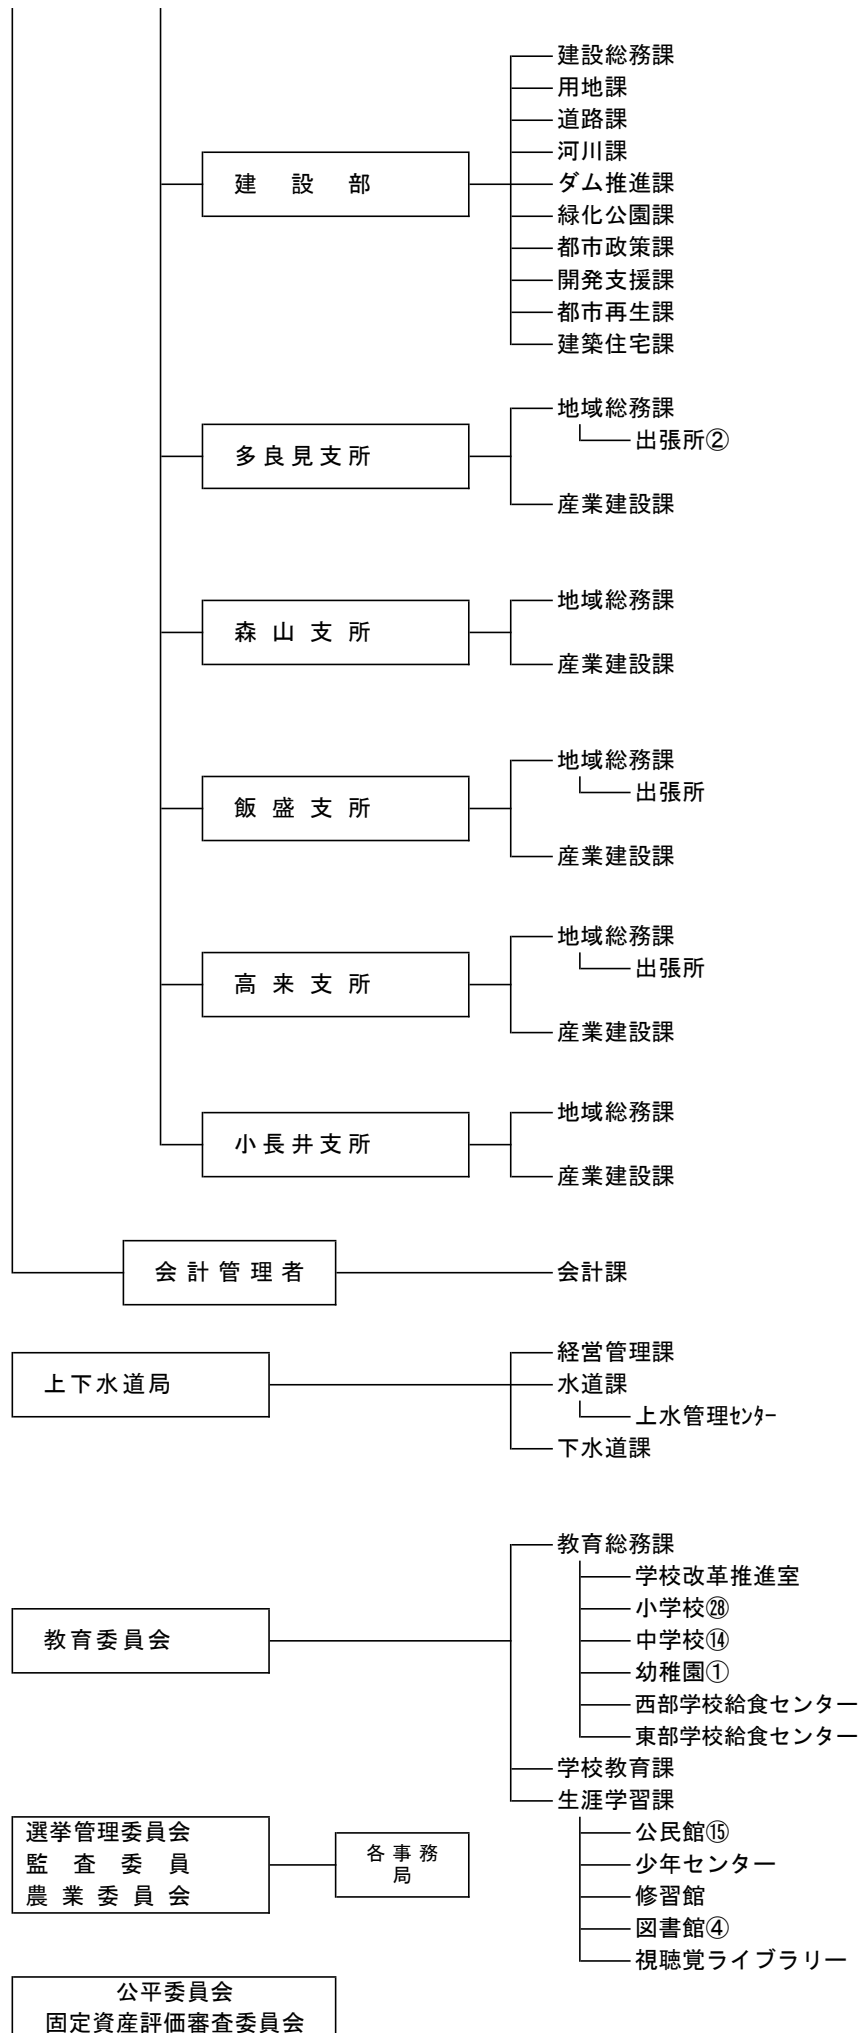 建設総務課
用地課
道路課
河川課
建設部
ダム推進課
緑化公園課
都市政策課
開発支援課
都市再生課
建築住宅課
多良見支所
地域総務課
出張所②
産業建設課
森山支所
地域総務課
産業建設課
飯盛支所
地域総務課
出張所
産業建設課
高来支所
地域総務課
出張所
産業建設課
小長井支所
地域総務課
産業建設課
会計管理者
会計課
上下水道局
経営管理課
水道課
上水管理ｾﾝﾀｰ
下水道課
教育委員会
教育総務課
学校改革推進室
小学校㉘
中学校⑭
幼稚園①
西部学校給食センター
東部学校給食センター
学校教育課
生涯学習課
公民館⑮
少年センター
修習館
図書館④
視聴覚ライブラリー
選挙管理委員会
監査委員
農業委員会
各事務
局
公平委員会
固定資産評価審査委員会